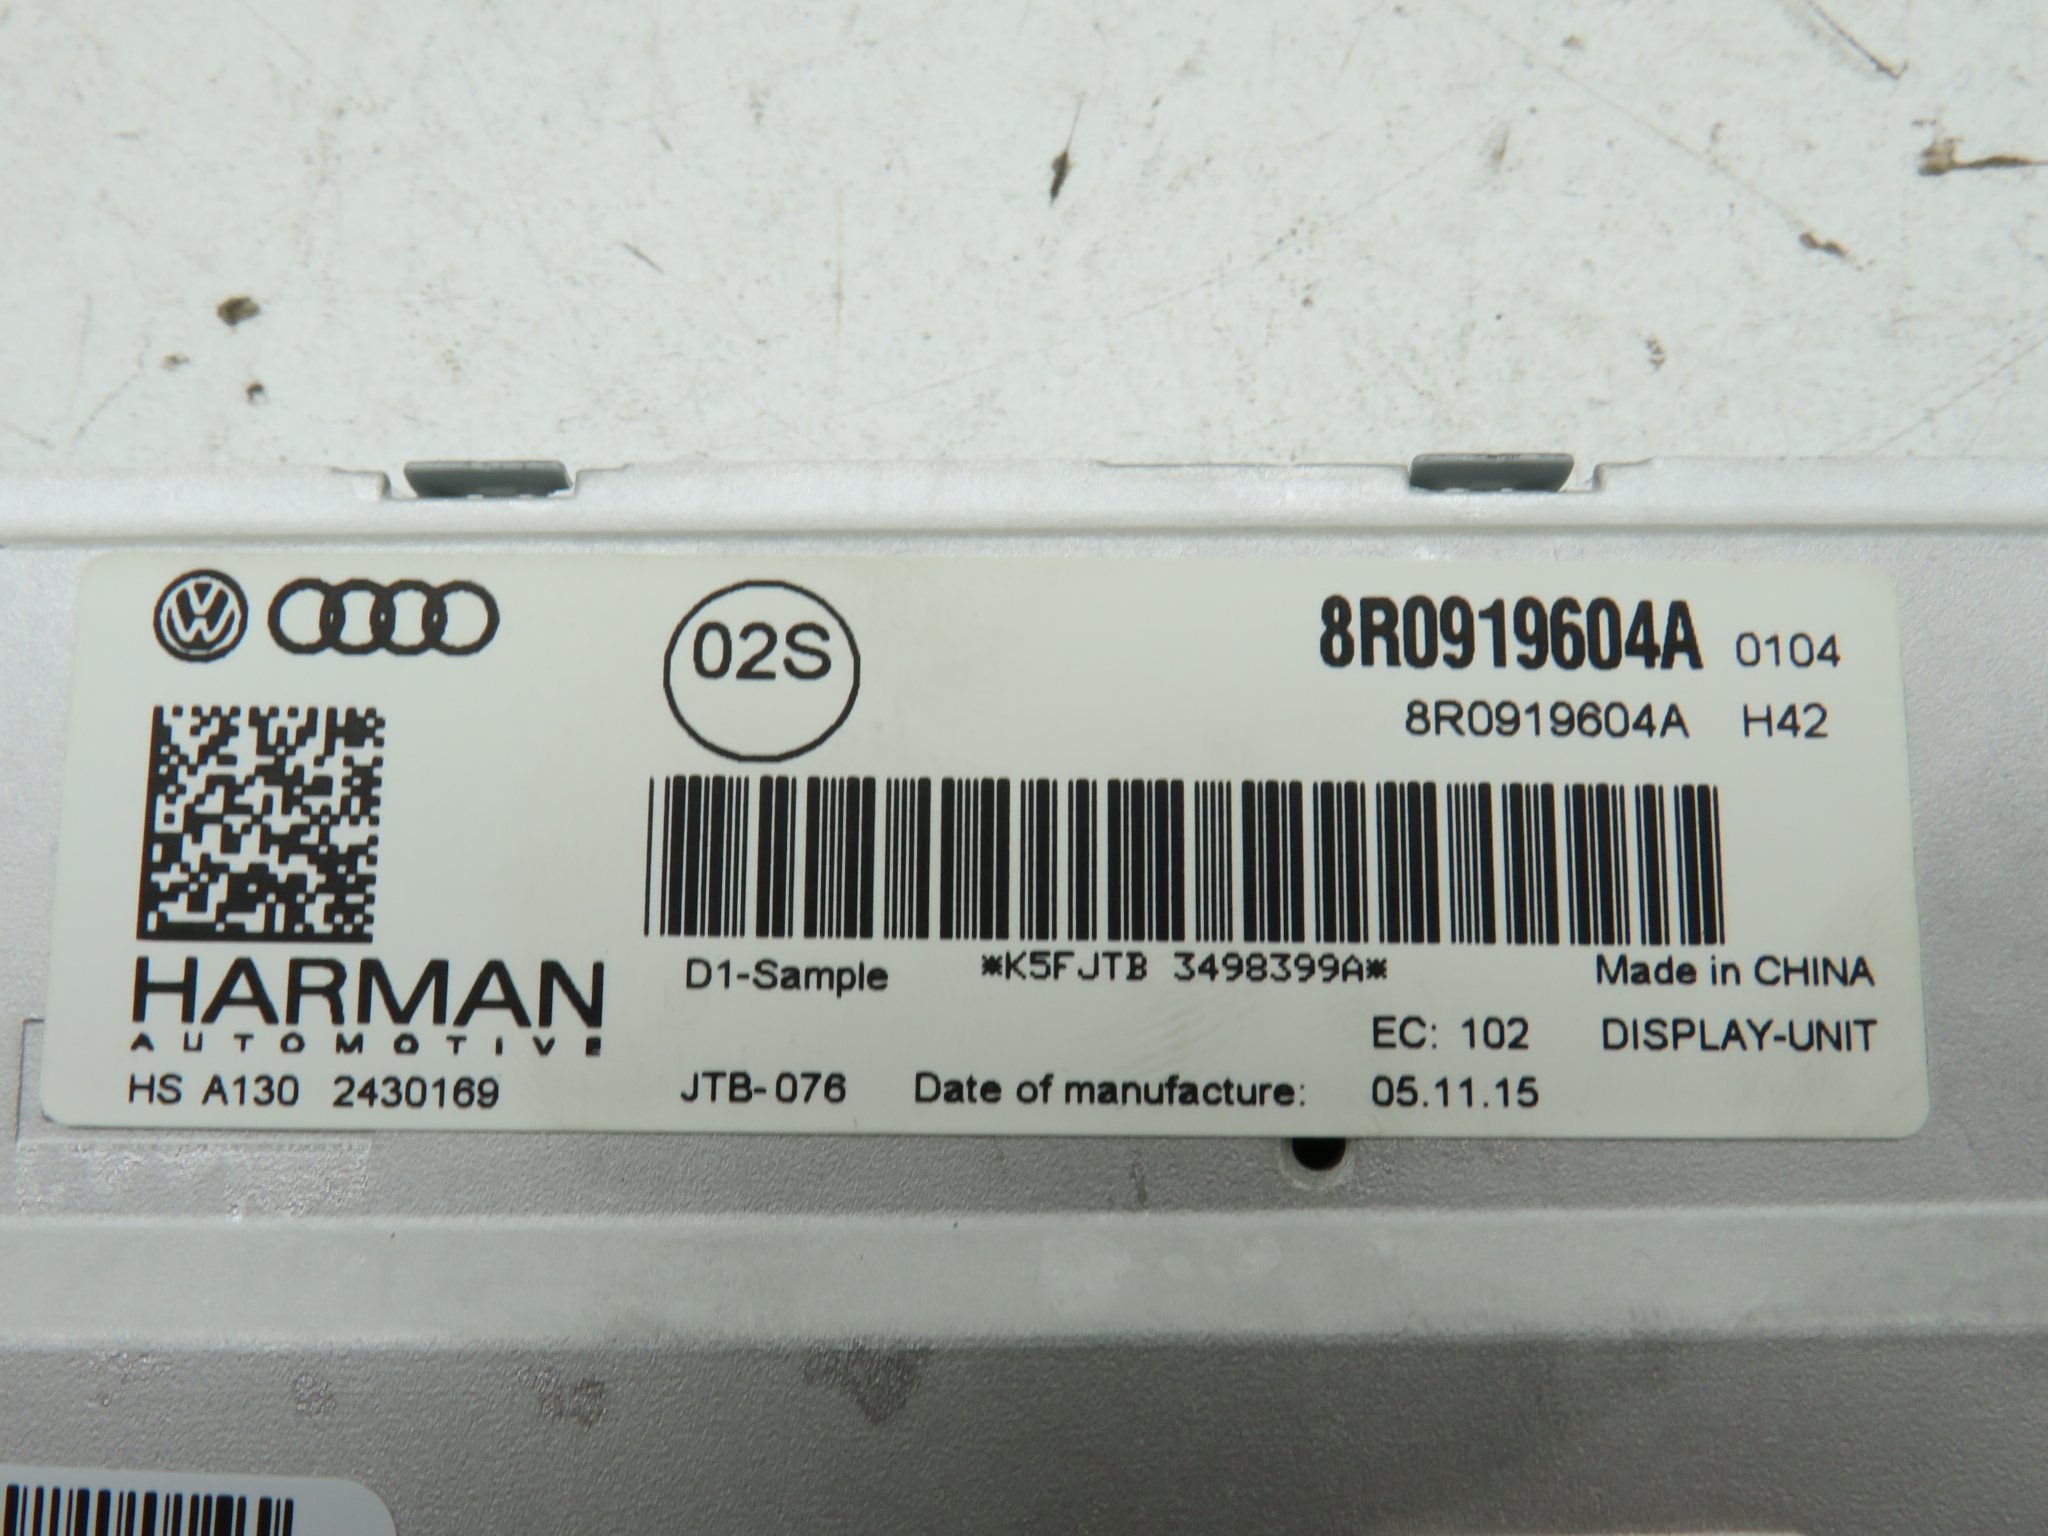 02S
8R0919604A 0104
8R0919604A H42
HARMAN
AUTOMOTIVE
HS A130 2430169
D1-Sample *K5FJTB 3498399A* Made in CHINA
EC: 102 DISPLAY-UNIT
JTB-076 Date of manufacture: 05.11.15